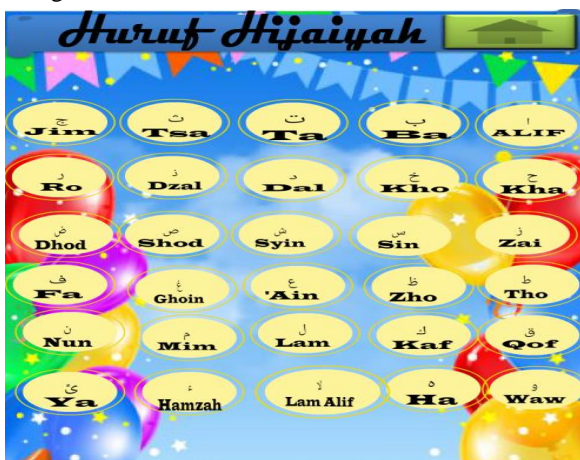 Huruf Hijaiyah
ا
ALIF
ب
Ba
ت
Ta
ث
Tsa
ج
Jim
ح
Kha
خ
Kho
د
Dal
ذ
Dzal
ر
Ro
ز
Zai
س
Sin
ش
Syin
ص
Shod
ض
Dhod
ط
Tho
ظ
Zho
ع
'Ain
غ
Ghoin
ف
Fa
ق
Qof
ك
Kaf
ل
Lam
م
Mim
ن
Nun
و
Waw
ه
Ha
لا
Lam Alif
ء
Hamzah
ئ
Ya